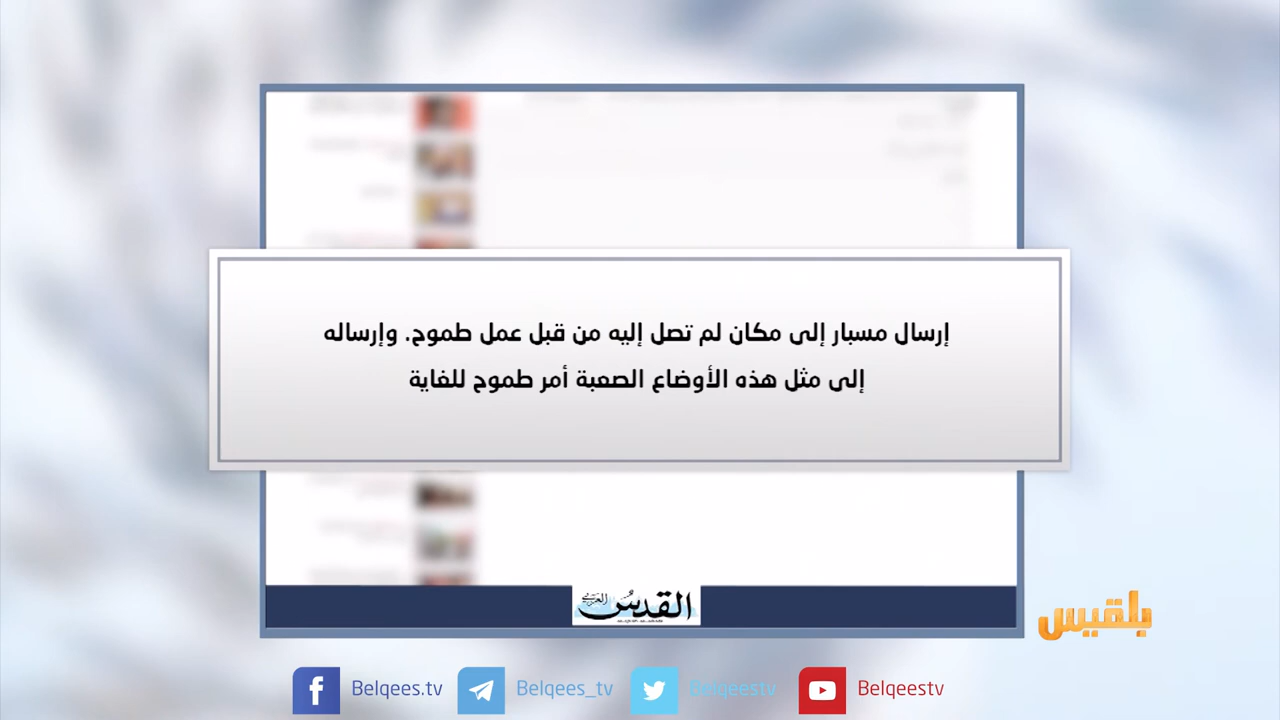 إرسال مسبار إلى مكان لم تصل إليه من قبل عمل طموح. وإرساله
إلى مثل هذه الأوضاع الصعبة أمر طموح للغاية
القدس العربي
بلقيس
Belqees.tv
Belqees_tv
Belqeestv
Belqeestv